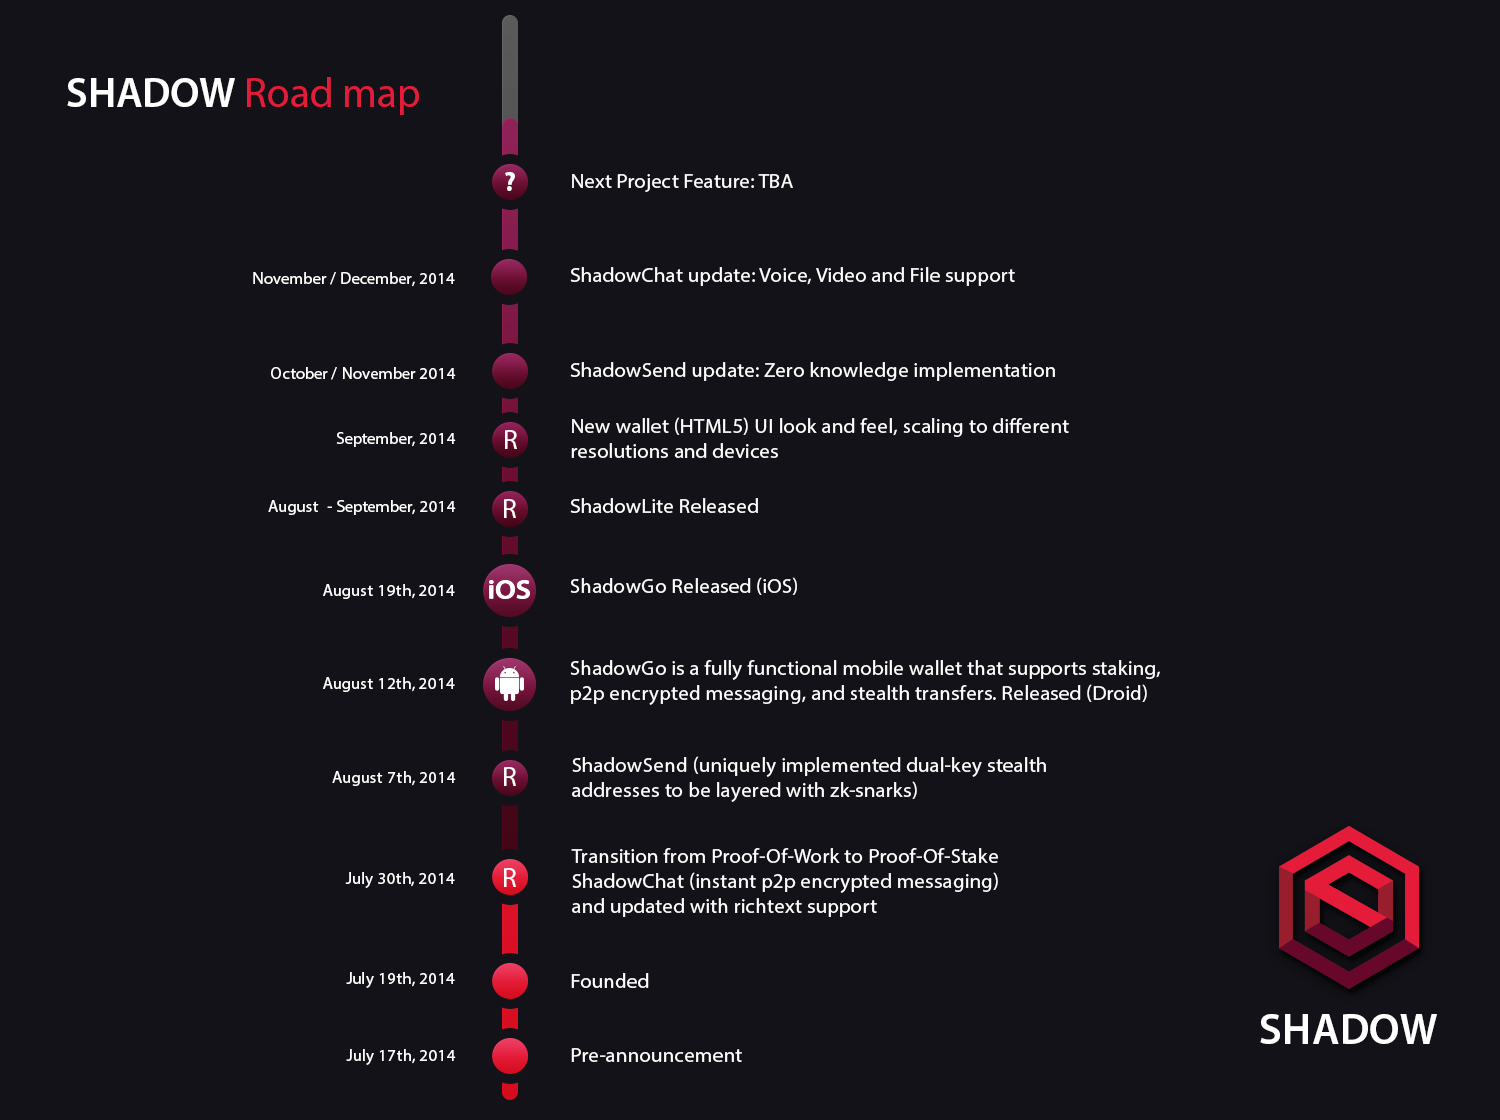 SHADOW Road map
?
Next Project Feature: TBA
November / December, 2014
ShadowChat update: Voice, Video and File support
October / November 2014
ShadowSend update: Zero knowledge implementation
September, 2014
R
New wallet (HTML5) UI look and feel, scaling to different
resolutions and devices
August - September, 2014
R
ShadowLite Released
August 19th, 2014
iOS
ShadowGo Released (iOS)
August 12th, 2014
ShadowGo is a fully functional mobile wallet that supports staking,
p2p encrypted messaging, and stealth transfers. Released (Droid)
August 7th, 2014
R
ShadowSend (uniquely implemented dual-key stealth
addresses to be layered with zk-snarks)
July 30th, 2014
R
Transition from Proof-Of-Work to Proof-Of-Stake
ShadowChat (instant p2p encrypted messaging)
and updated with richtext support
July 19th, 2014
Founded
July 17th, 2014
Pre-announcement
SHADOW